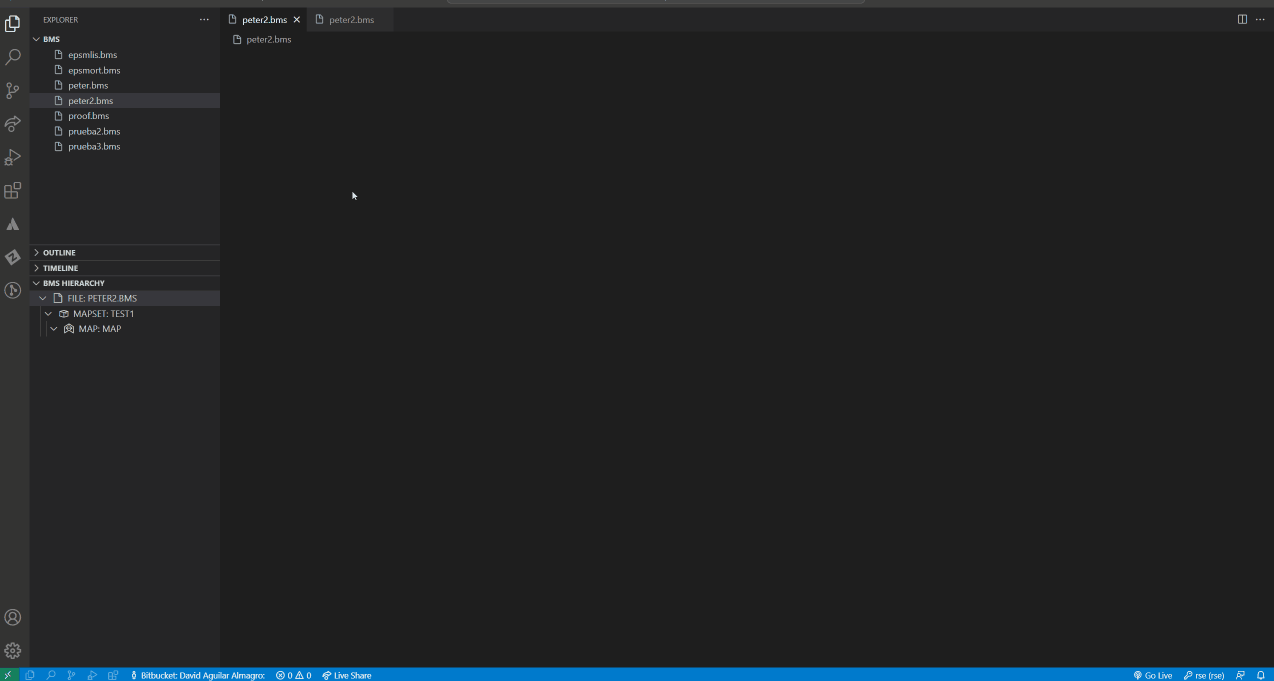 EXPLORER
BMS
epsmlis.bms
epsmort.bms
peter.bms
peter2.bms
proof.bms
prueba2.bms
prueba3.bms
OUTLINE
TIMELINE
BMS HIERARCHY
FILE: PETER2.BMS
MAPSET: TEST1
MAP: MAP
peter2.bms
peter2.bms
peter2.bms
Bitbucket: David Aguilar Almagro: 0 0 Live Share
Go Live rse (rse)